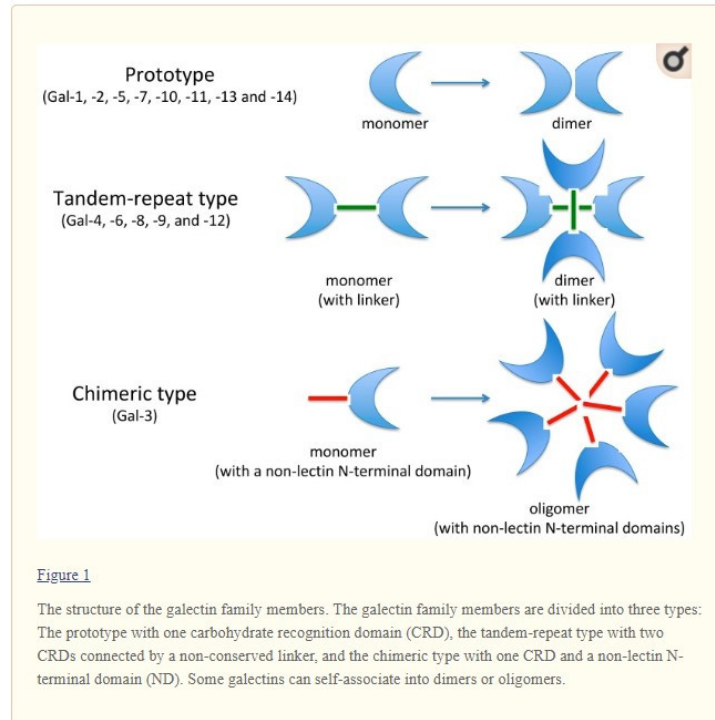 Prototype
(Gal-1, -2, -5, -7, -10, -11, -13 and -14)
monomer
dimer
Tandem-repeat type
(Gal-4, -6, -8, -9, and -12)
monomer
(with linker)
dimer
(with linker)
Chimeric type
(Gal-3)
monomer
(with a non-lectin N-terminal domain)
oligomer
(with non-lectin N-terminal domains)
Figure 1
The structure of the galectin family members. The galectin family members are divided into three types:
The prototype with one carbohydrate recognition domain (CRD), the tandem-repeat type with two
CRDs connected by a non-conserved linker, and the chimeric type with one CRD and a non-lectin N-
terminal domain (ND). Some galectins can self-associate into dimers or oligomers.